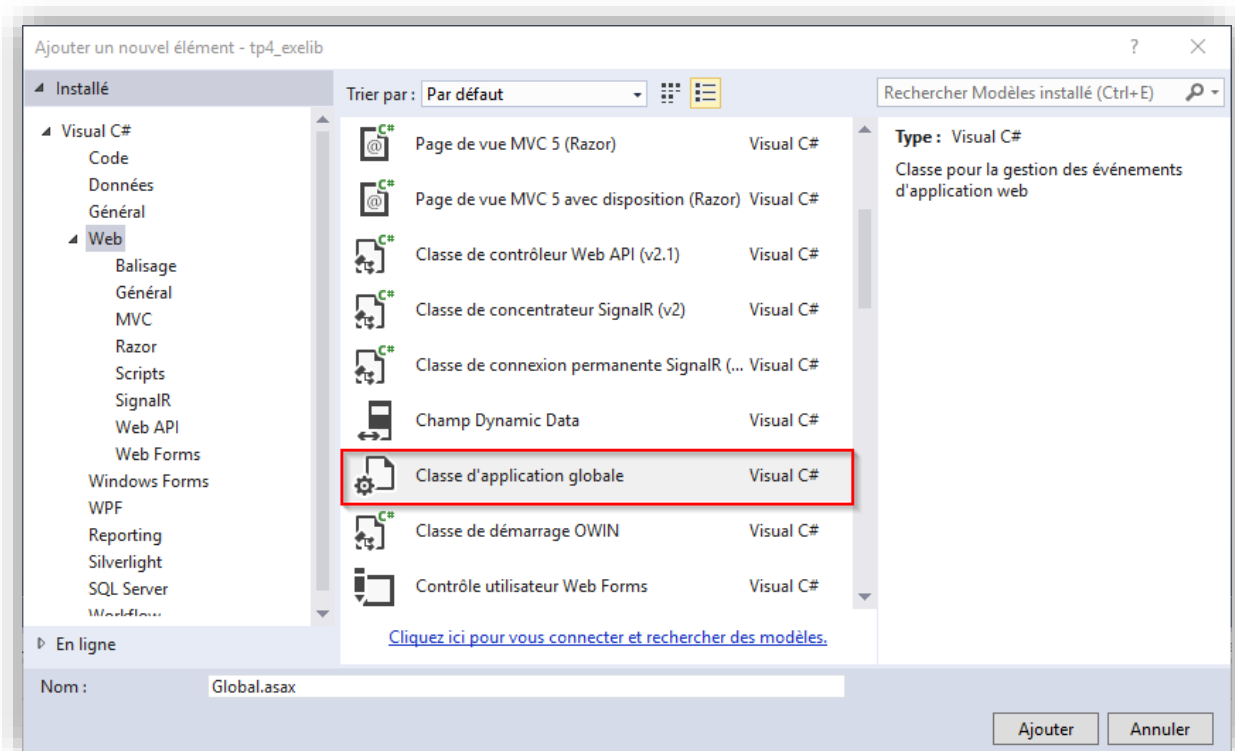 Ajouter un nouvel élément - tp4_exelib
Installé
Trier par : Par défaut
Rechercher Modèles installé (Ctrl+E)
Visual C#
Code
Données
Général
Web
Balisage
Général
MVC
Razor
Scripts
SignalR
Web API
Web Forms
Windows Forms
WPF
Reporting
Silverlight
SQL Server
Workflow
En ligne
Page de vue MVC 5 (Razor) Visual C#
Page de vue MVC 5 avec disposition (Razor) Visual C#
Classe de contrôleur Web API (v2.1) Visual C#
Classe de concentrateur SignalR (v2) Visual C#
Classe de connexion permanente SignalR (... Visual C#
Champ Dynamic Data Visual C#
Classe d'application globale Visual C#
Classe de démarrage OWIN Visual C#
Contrôle utilisateur Web Forms Visual C#
Cliquez ici pour vous connecter et rechercher des modèles.
Type : Visual C#
Classe pour la gestion des événements
d'application web
Nom : Global.asax
Ajouter Annuler